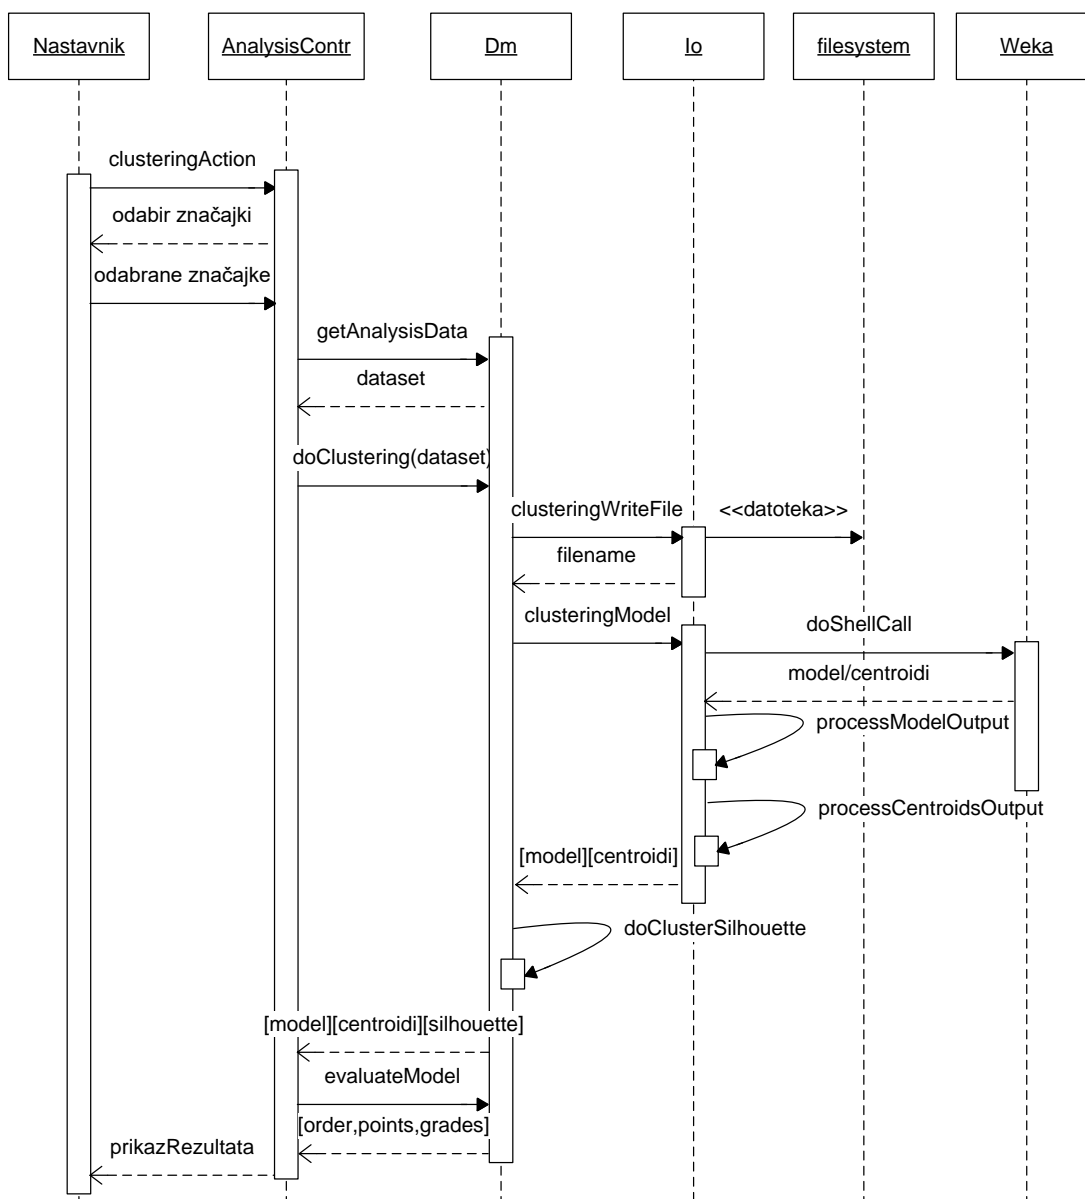 Nastavnik
AnalysisContr
Dm
Io
filesystem
Weka
clusteringAction
odabir značajki
odabrane značajke
getAnalysisData
dataset
doClustering(dataset)
clusteringWriteFile
<<datoteka>>
filename
clusteringModel
doShellCall
model/centroidi
processModelOutput
processCentroidsOutput
[model][centroidi]
doClusterSilhouette
[model][centroidi][silhouette]
evaluateModel
[order,points,grades]
prikazRezultata